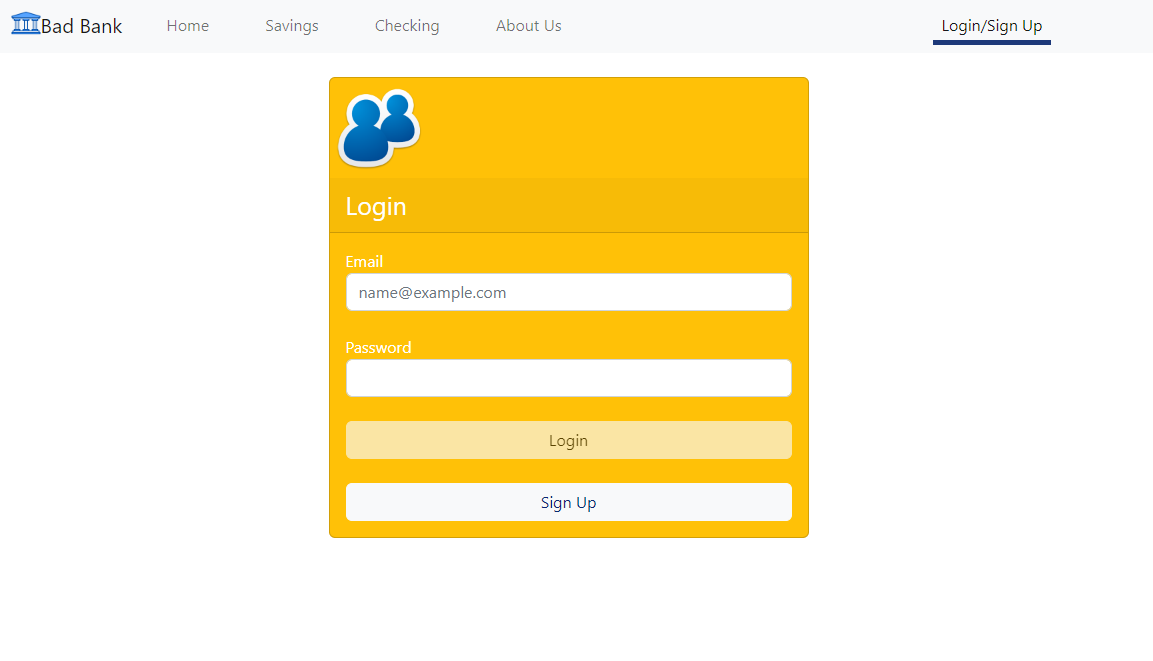 Bad Bank Home Savings Checking About Us Login/Sign Up
Login
Email
name@example.com
Password
Login
Sign Up